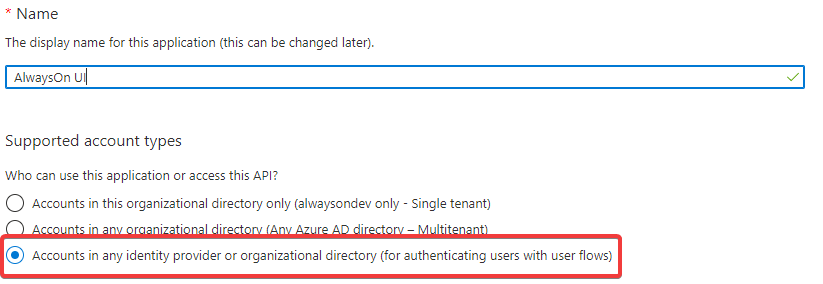 * Name
The display name for this application (this can be changed later).
AlwaysOn UI
Supported account types
Who can use this application or access this API?
Accounts in this organizational directory only (alwaysondev only - Single tenant)
Accounts in any organizational directory (Any Azure AD directory – Multitenant)
Accounts in any identity provider or organizational directory (for authenticating users with user flows)